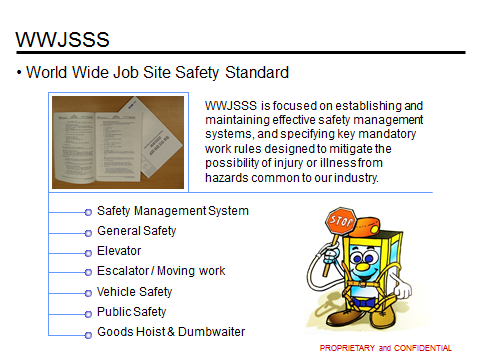 WWJSSS
• World Wide Job Site Safety Standard
WWJSSS is focused on establishing and
maintaining effective safety management
systems, and specifying key mandatory
work rules designed to mitigate the
possibility of injury or illness from
hazards common to our industry.
Safety Management System
General Safety
Elevator
Escalator / Moving work
Vehicle Safety
Public Safety
Goods Hoist & Dumbwaiter
STOP
PROPRIETARY and CONFIDENTIAL